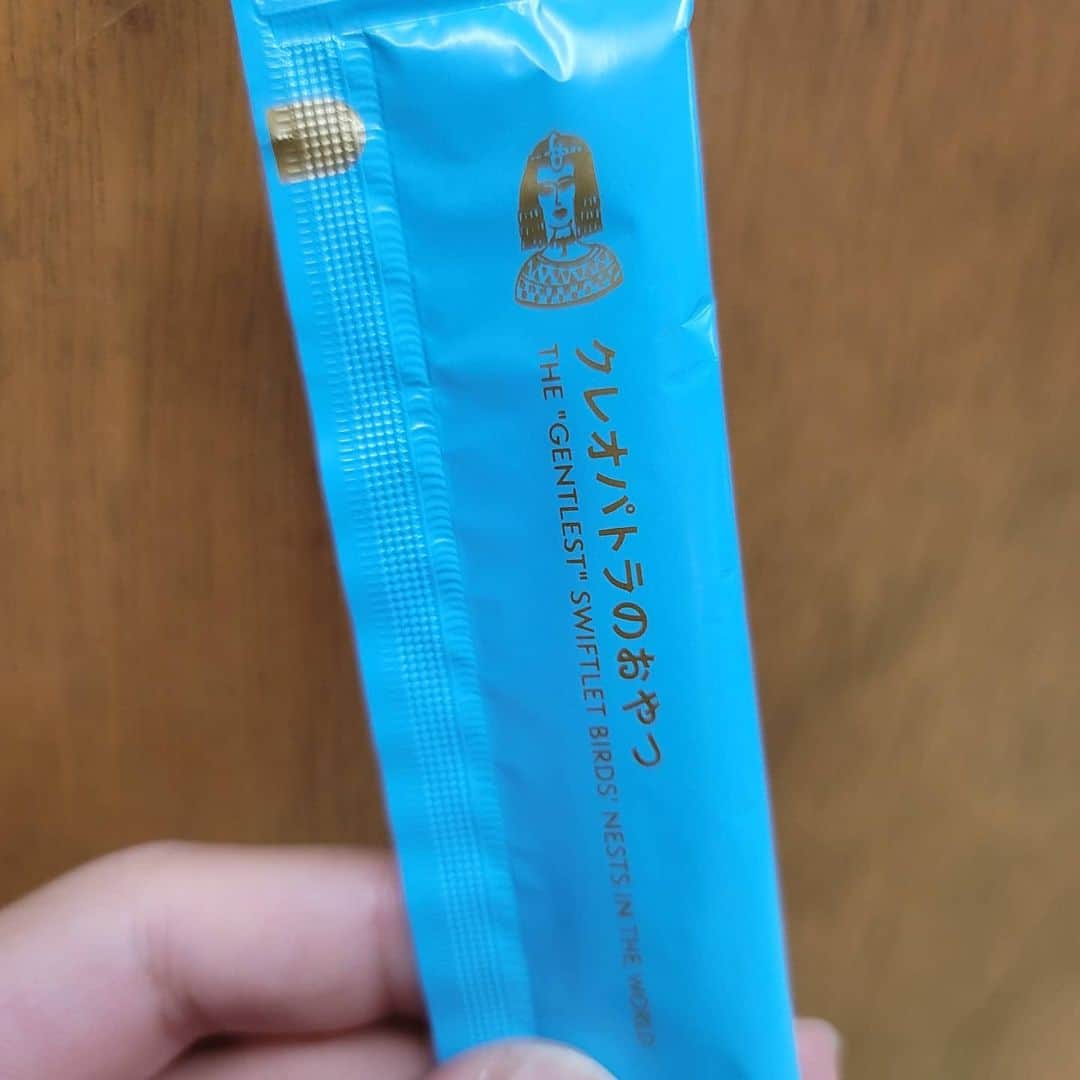 クレオパトラのおやつ
THE "GENTLEST" SWIFTLET BIRDS' NESTS IN THE WORLD